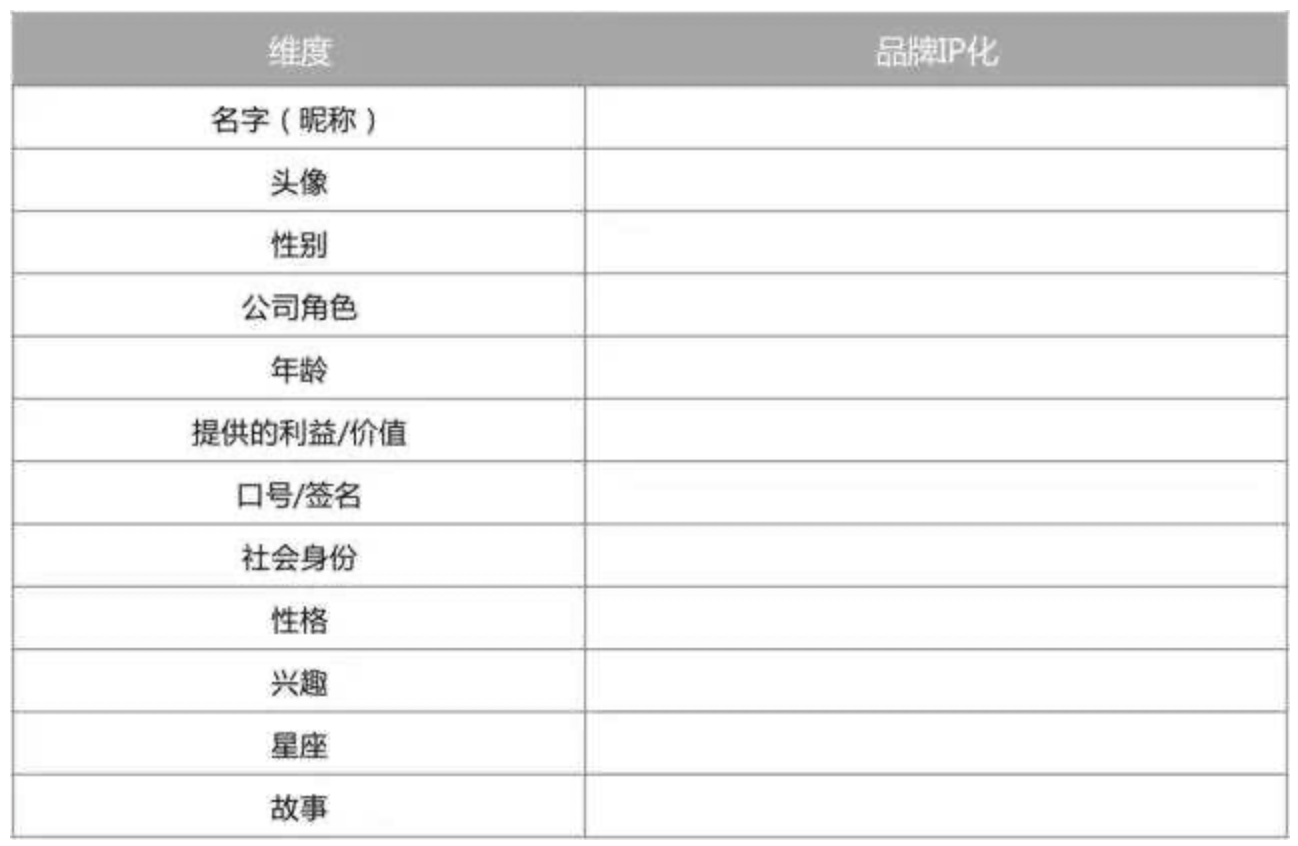 维度 品牌IP化
名字（昵称）
头像
性别
公司角色
年龄
提供的利益/价值
口号/签名
社会身份
性格
兴趣
星座
故事